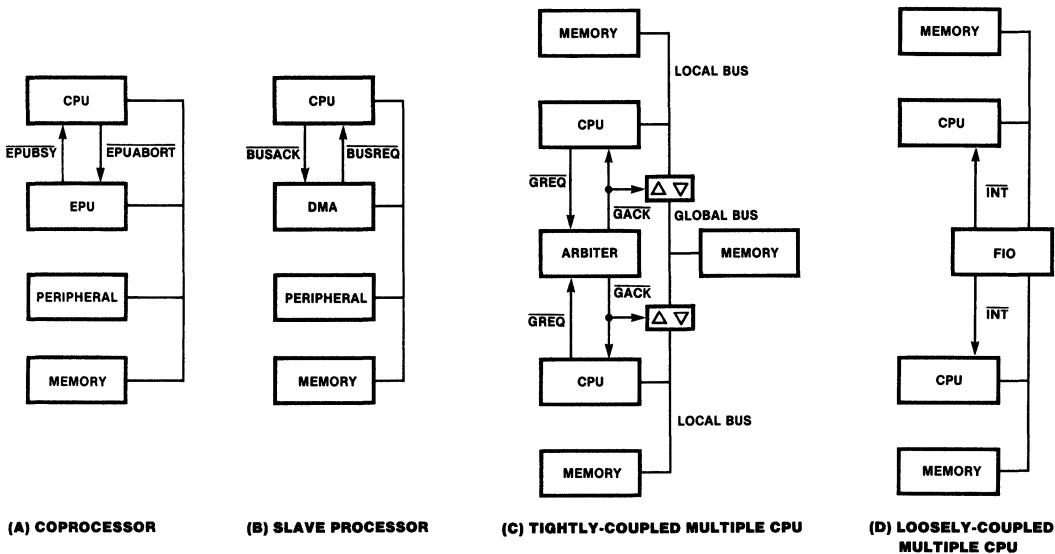 CPU
EPUBSY
EPUABORT
EPU
PERIPHERAL
MEMORY
(A) COPROCESSOR
CPU
BUSACK
BUSREQ
DMA
PERIPHERAL
MEMORY
(B) SLAVE PROCESSOR
MEMORY
LOCAL BUS
CPU
GREQ
GACK
GLOBAL BUS
ARBITER
MEMORY
GACK
GREQ
CPU
LOCAL BUS
MEMORY
(C) TIGHTLY-COUPLED MULTIPLE CPU
MEMORY
CPU
INT
FIO
INT
CPU
MEMORY
(D) LOOSELY-COUPLED
MULTIPLE CPU